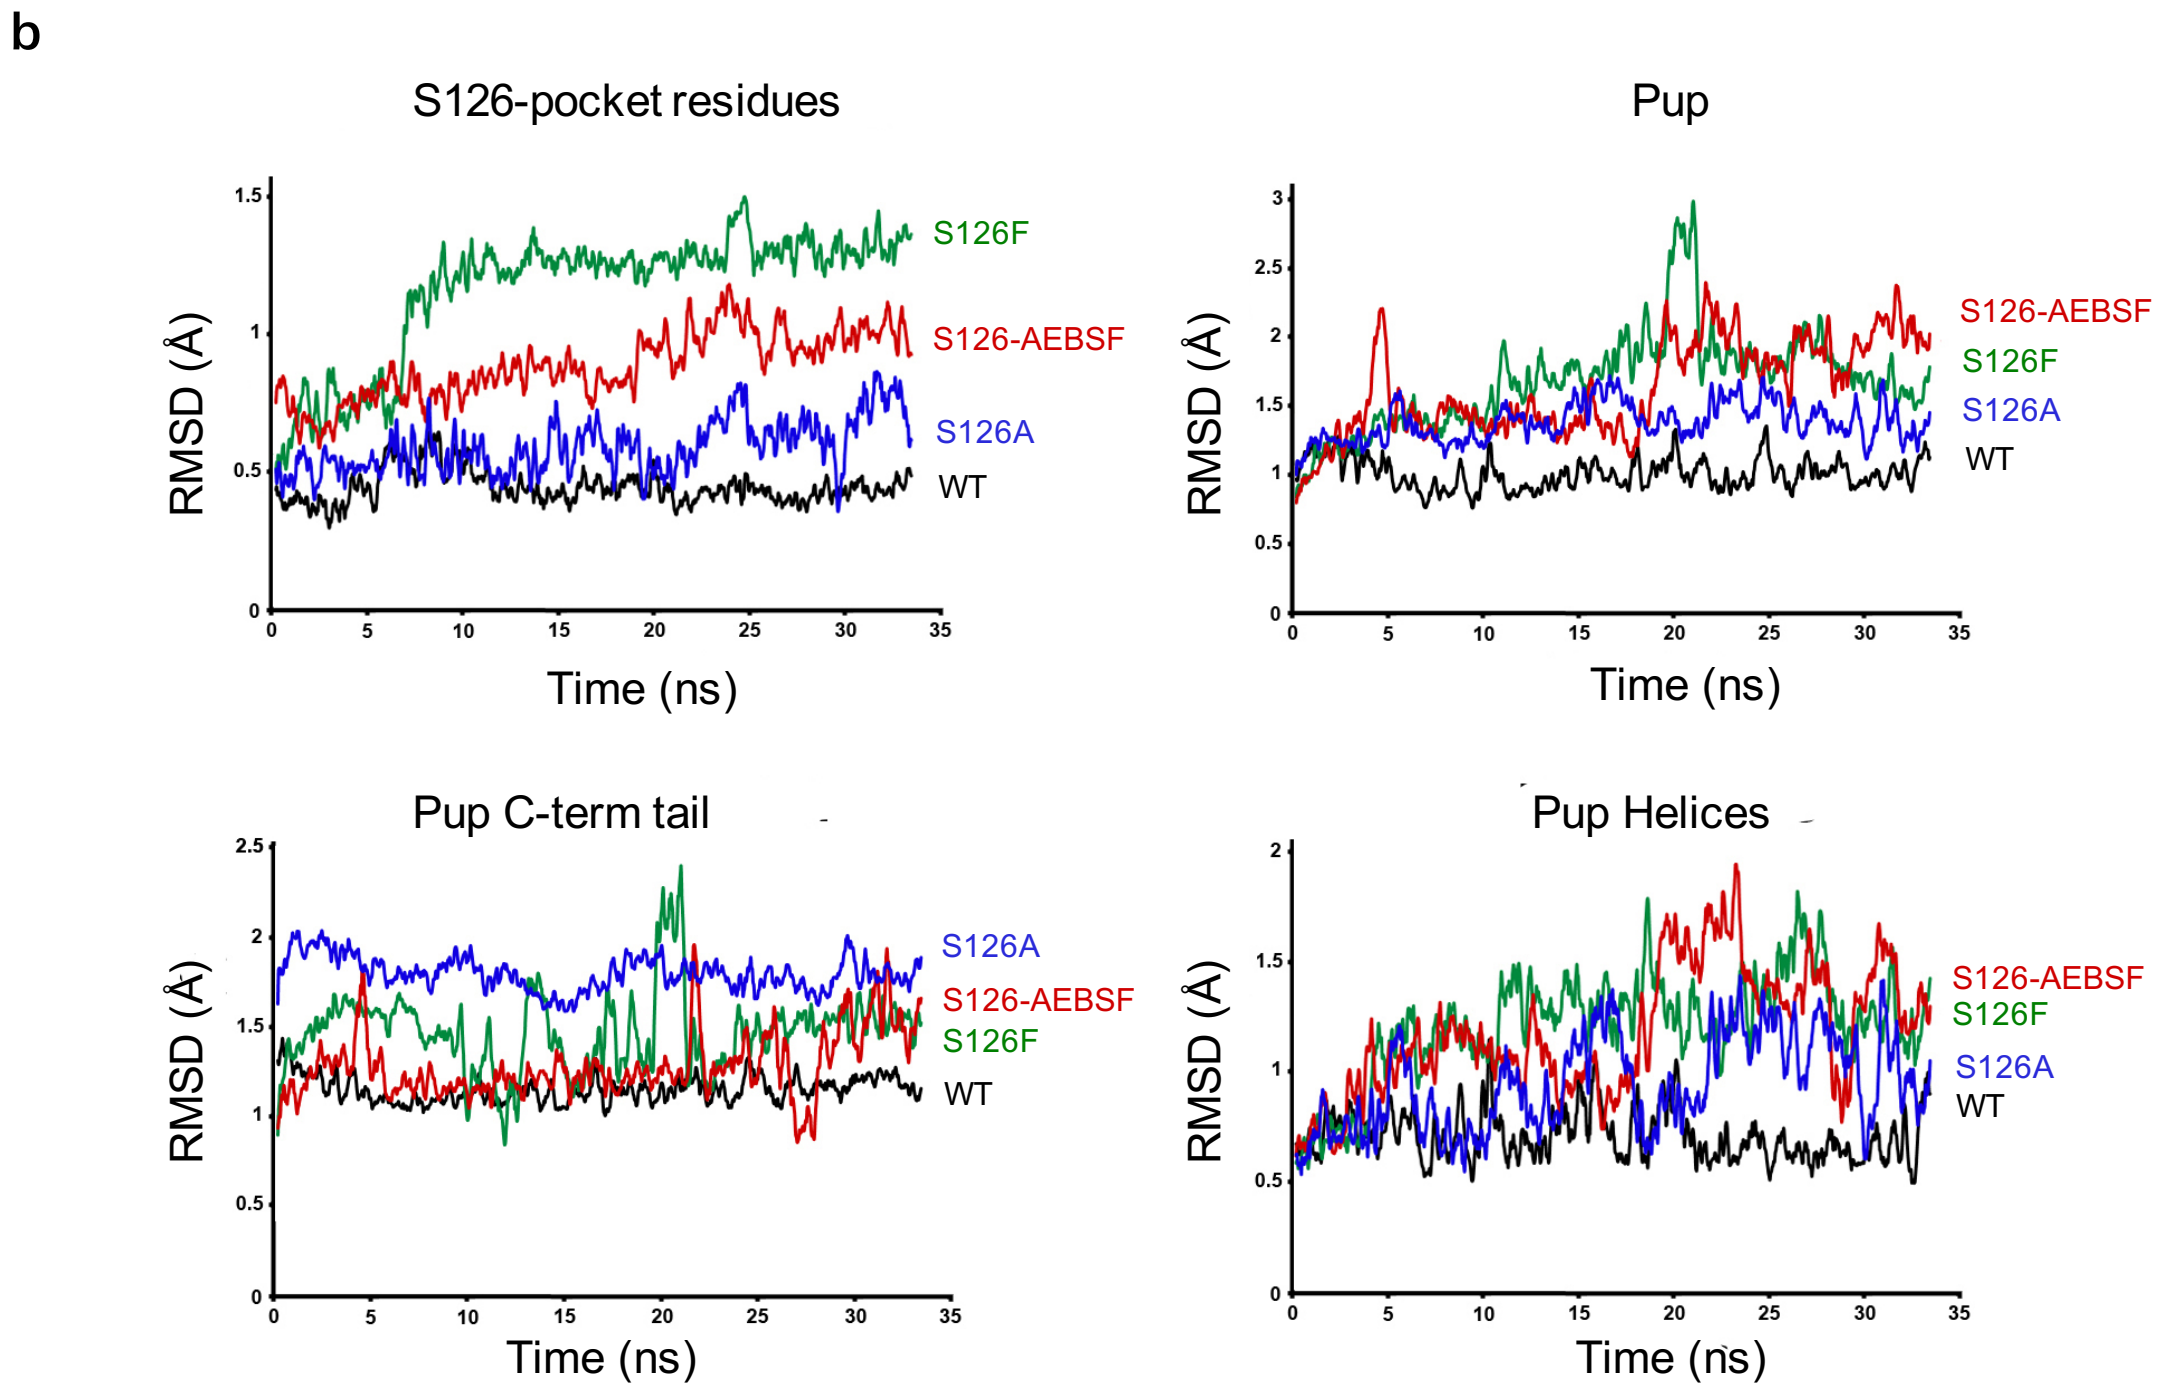 b
S126-pocket residues
RMSD (Å)
1.5
1
0.5
0
0 5 10 15 20 25 30 35
Time (ns)
S126F
S126-AEBSF
S126A
WT
Pup
RMSD (Å)
3
2.5
2
1.5
1
0.5
0
0 5 10 15 20 25 30 35
Time (ns)
S126-AEBSF
S126F
S126A
WT
Pup C-term tail
RMSD (Å)
2.5
2
1.5
1
0.5
0
0 5 10 15 20 25 30 35
Time (ns)
S126A
S126-AEBSF
S126F
WT
Pup Helices
RMSD (Å)
2
1.5
1
0.5
0
0 5 10 15 20 25 30 35
Time (ns)
S126-AEBSF
S126F
S126A
WT